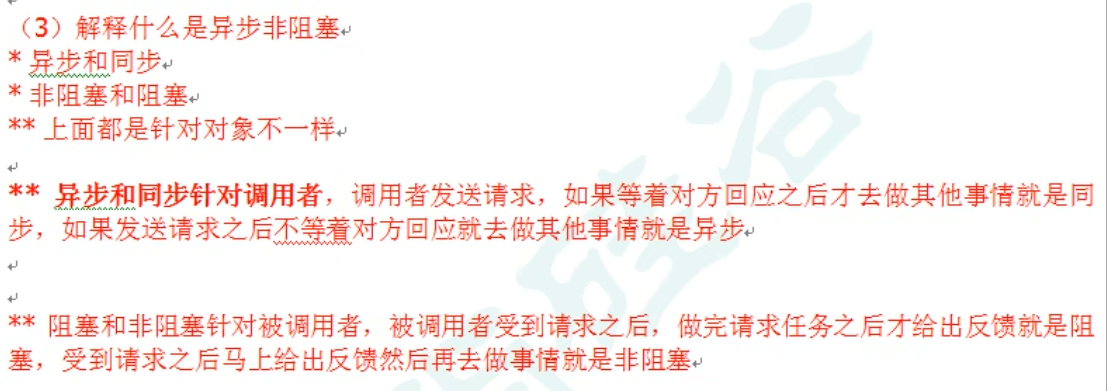 （3）解释什么是异步非阻塞
* 异步和同步
* 非阻塞和阻塞
** 上面都是针对对象不一样
** 异步和同步针对调用者，调用者发送请求，如果等着对方回应之后才去做其他事情就是同
步，如果发送请求之后不等着对方回应就去做其他事情就是异步
** 阻塞和非阻塞针对被调用者，被调用者受到请求之后，做完请求任务之后才给出反馈就是阻
塞，受到请求之后马上给出反馈然后再去做事情就是非阻塞